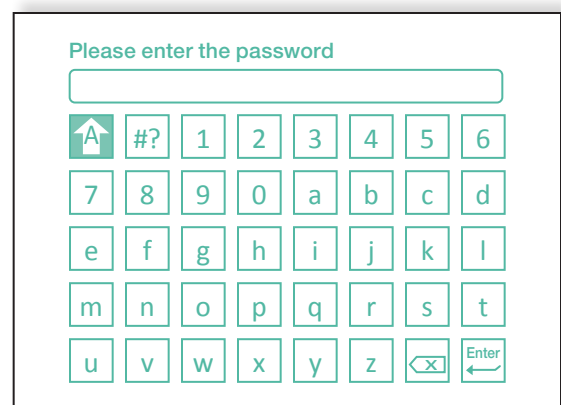 Please enter the password
A #? 1 2 3 4 5 6
7 8 9 0 a b c d
e f g h i j k l
m n o p q r s t
u v w x y z X Enter